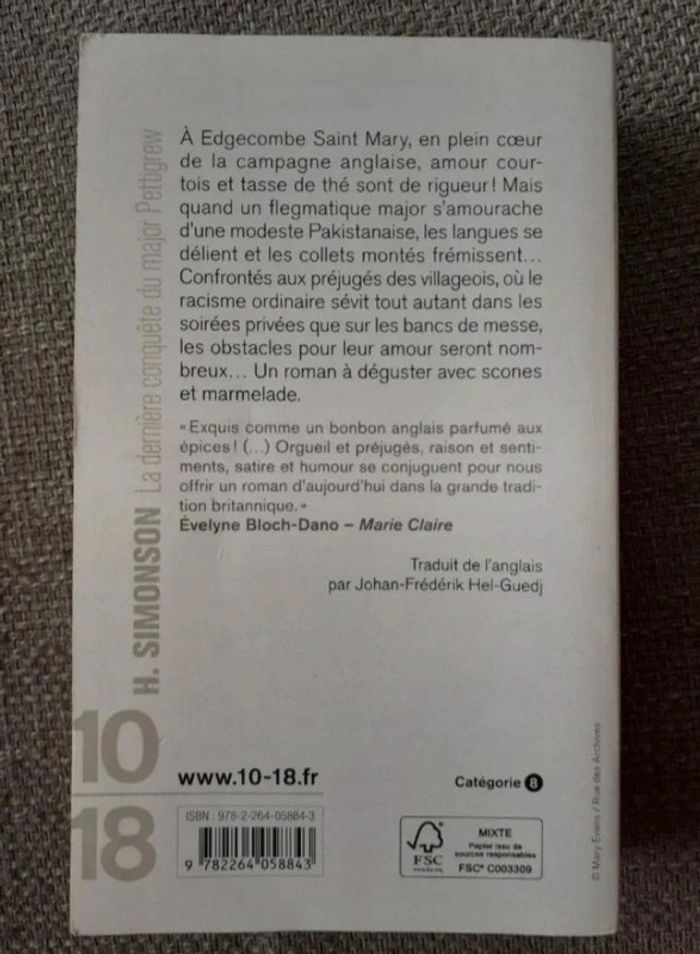 À Edgecombe Saint Mary, en plein cœur
de la campagne anglaise, amour cour-
tois et tasse de thé sont de rigueur ! Mais
quand un flegmatique major s'amourache
d'une modeste Pakistanaise, les langues se
délient et les collets montés frémissent...
Confrontés aux préjugés des villageois, où le
racisme ordinaire sévit tout autant dans les
soirées privées que sur les bancs de messe,
les obstacles pour leur amour seront nom-
breux... Un roman à déguster avec scones
et marmelade.
« Exquis comme un bonbon anglais parfumé aux
épices ! (...) Orgueil et préjugés, raison et senti-
ments, satire et humour se conjuguent pour nous
offrir un roman d'aujourd'hui dans la grande tradi-
tion britannique. »
Évelyne Bloch-Dano – Marie Claire
Traduit de l'anglais
par Johan-Frédérik Hel-Guedj
H. SIMONSON La dernière conquête du major Pettigrew
10
18
www.10-18.fr
Catégorie 8
ISBN : 978-2-264-05884-3
9 782264 058843
FSC
www.fsc.org
MIXTE
Papier issu de
sources responsables
FSC® C003309
© Mary Evans / Rue des Archives